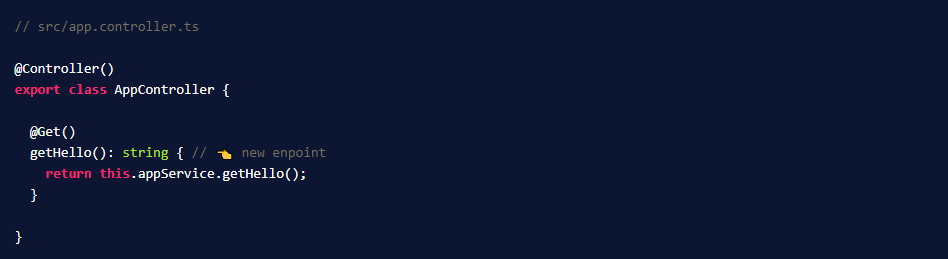 // src/app.controller.ts
@Controller()
export class AppController {
@Get()
getHello(): string { // 👈 new enpoint
return this.appService.getHello();
}
}